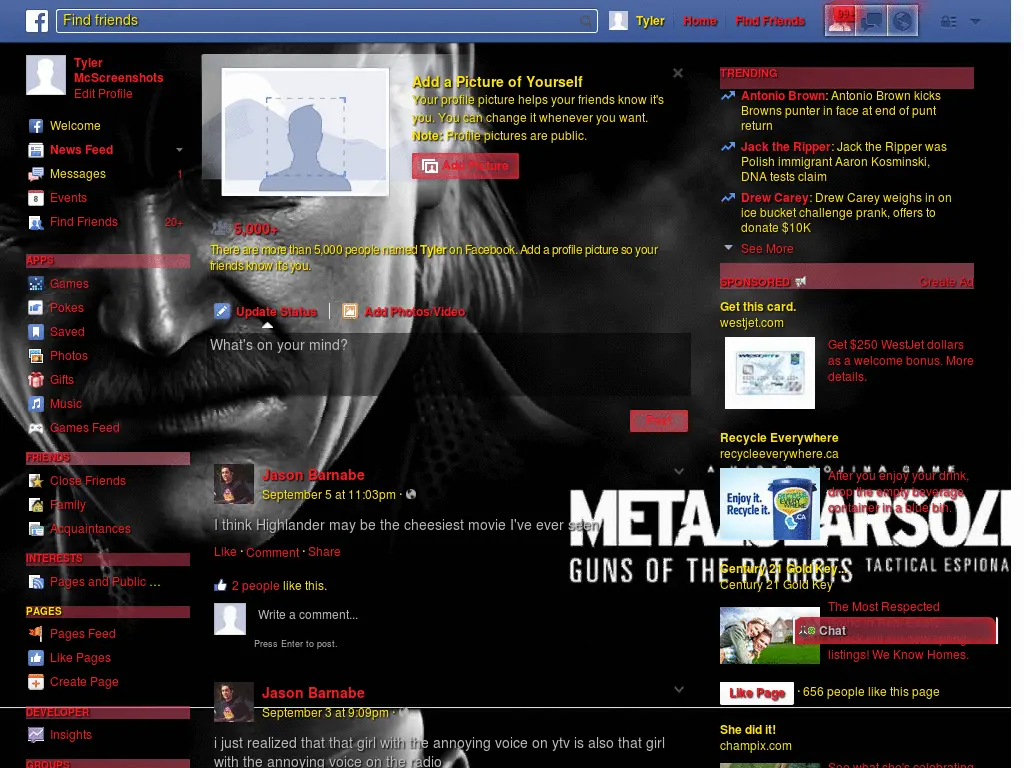 Find friends
Tyler
Home
Find Friends
Tyler
McScreenshots
Edit Profile
Welcome
News Feed
Messages
1
Events
Find Friends
20+
APPS
Games
Pokes
Saved
Photos
Gifts
Music
Games Feed
FRIENDS
Close Friends
Family
Acquaintances
INTERESTS
Pages and Public ...
PAGES
Pages Feed
Like Pages
Create Page
DEVELOPER
Insights
GROUPS
Add a Picture of Yourself
Your profile picture helps your friends know it's
you. You can change it whenever you want.
Note: Profile pictures are public.
Add Picture
5,000+
There are more than 5,000 people named Tyler on Facebook. Add a profile picture so your
friends know it's you.
Update Status
Add Photos/Video
What's on your mind?
Post
Jason Barnabe
September 5 at 11:03pm ·
I think Highlander may be the cheesiest movie I've ever seen
Like · Comment · Share
2 people like this.
Write a comment...
Press Enter to post.
Jason Barnabe
September 3 at 9:09pm ·
i just realized that that girl with the annoying voice on ytv is also that girl
with the annoying voice on the radio
TRENDING
Antonio Brown: Antonio Brown kicks
Browns punter in face at end of punt
return
Jack the Ripper: Jack the Ripper was
Polish immigrant Aaron Kosminski,
DNA tests claim
Drew Carey: Drew Carey weighs in on
ice bucket challenge prank, offers to
donate $10K
See More
SPONSORED
Create Ad
Get this card.
westjet.com
Get $250 WestJet dollars
as a welcome bonus. More
details.
Recycle Everywhere
recycleeverywhere.ca
Enjoy it.
Recycle it.
After you enjoy your drink,
drop the empty beverage
container in a blue bin.
GUNS OF THE PATRIOTS
TACTICAL ESPIONA
Century 21 Gold Key...
Century 21 Gold Key
The Most Respected
listings! We Know Homes.
Chat
Like Page
· 656 people like this page
She did it!
champix.com
See what she's celebrating